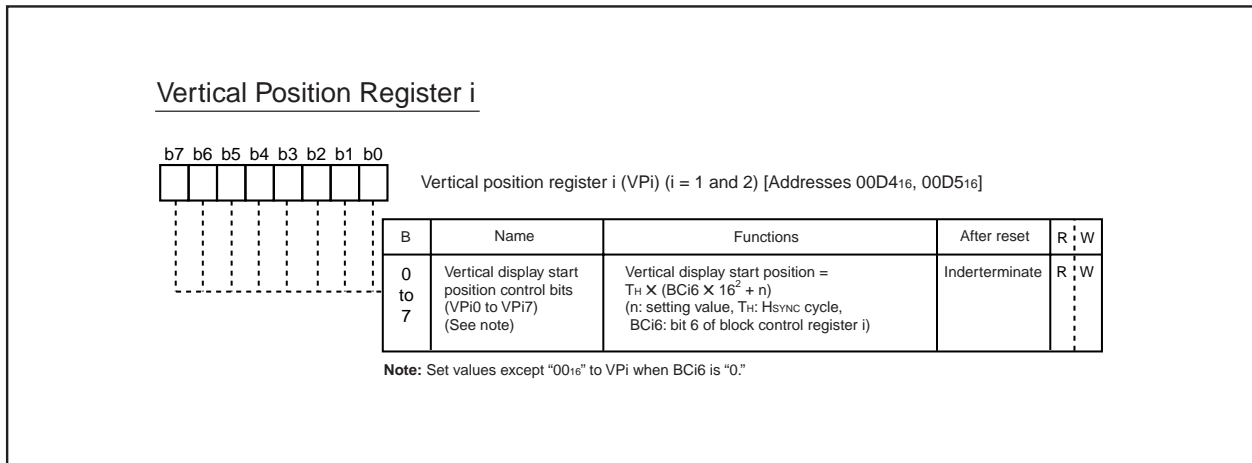 Vertical Position Register i
b7 b6 b5 b4 b3 b2 b1 b0
Vertical position register i (VPi) (i = 1 and 2) [Addresses 00D4₁₆, 00D5₁₆]
B Name Functions After reset R W
0 to 7
Vertical display start
position control bits
(VPi0 to VPi7)
(See note)
Vertical display start position =
TH X (BCi6 X 16² + n)
(n: setting value, TH: HSYNC cycle,
BCi6: bit 6 of block control register i)
Inderterminate
R W
Note: Set values except “00₁₆” to VPi when BCi6 is “0.”